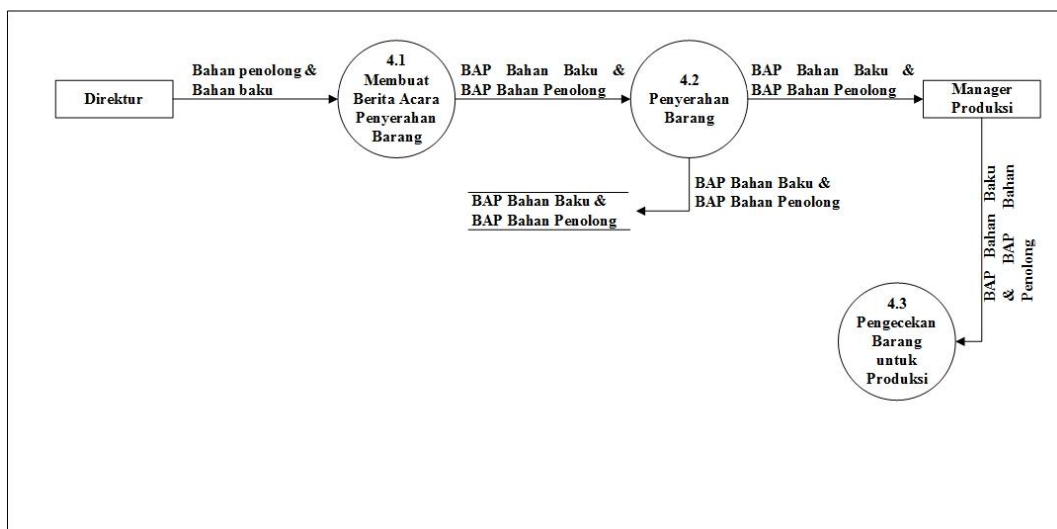 Direktur
Bahan penolong &
Bahan baku
4.1
Membuat
Berita Acara
Penyerahan
Barang
BAP Bahan Baku &
BAP Bahan Penolong
4.2
Penyerahan
Barang
BAP Bahan Baku &
BAP Bahan Penolong
Manager
Produksi
BAP Bahan Baku &
BAP Bahan Penolong
BAP Bahan Baku &
BAP Bahan Penolong
BAP Bahan Baku
& BAP Bahan
Penolong
4.3
Pengecekan
Barang
untuk
Produksi